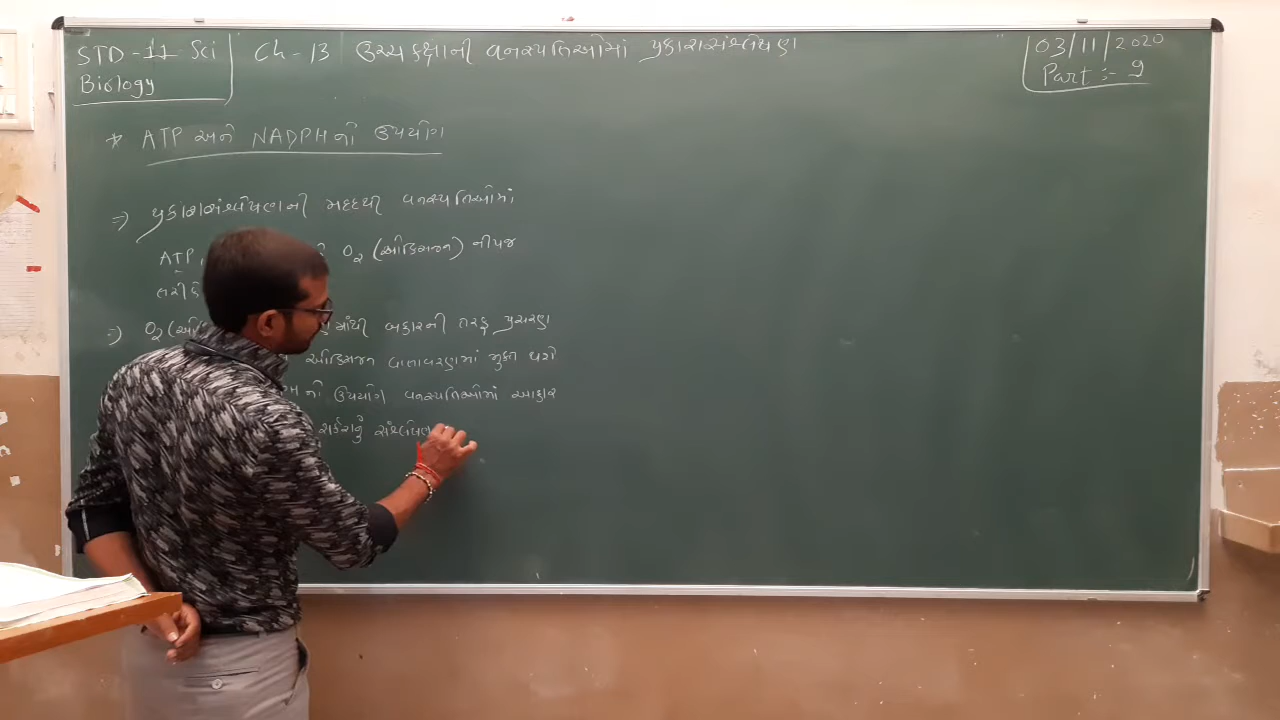 STD - 11 Sci
Biology
Ch - 13 ઉચ્ચ કક્ષાની વનસ્પતિઓમાં પ્રકાશસંશ્લેષણ
03/11/2020
Part :- 9
* ATP અને NADPH નો ઉપયોગ
⇒ પ્રકાશસંશ્લેષણની મદદથી વનસ્પતિઓમાં
ATP, O₂ (ઓક્સિજન) નીપજ
તરીકે
⇒ O₂ બહારની તરફ પ્રસરણ
ઓક્સિજન વાતાવરણમાં મુક્ત થશે
નો ઉપયોગ વનસ્પતિઓમાં આહાર
શર્કરાનું સંશ્લેષણ